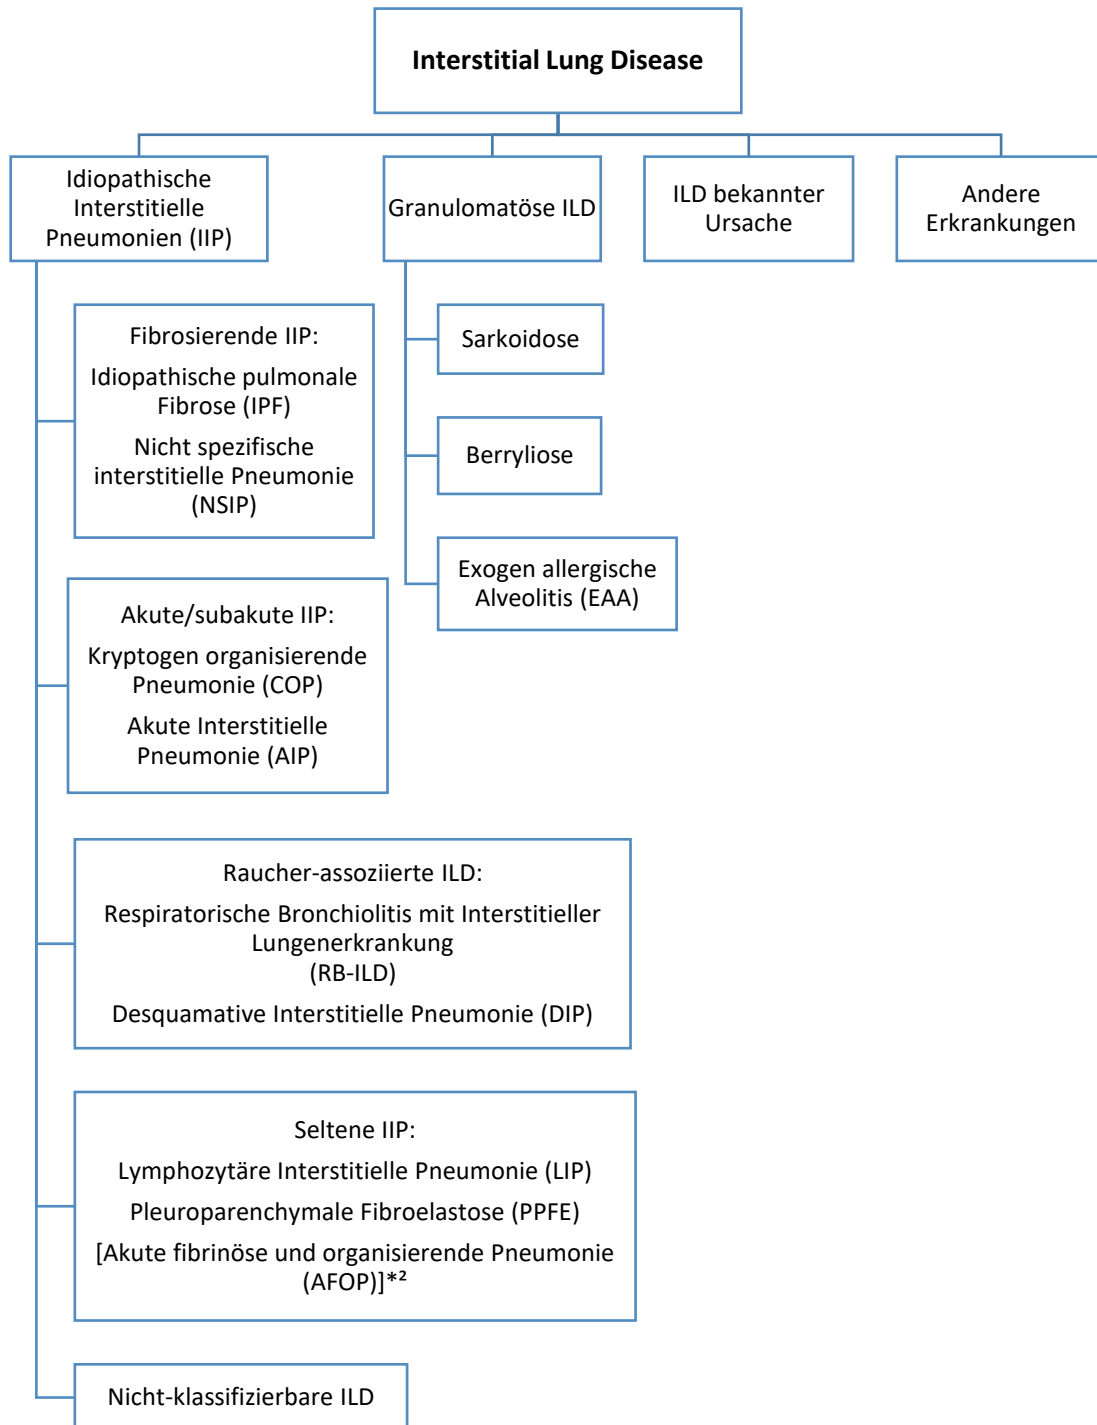 Interstitial Lung Disease
Idiopathische
Interstitielle
Pneumonien (IIP)
Granulomatöse ILD
ILD bekannter
Ursache
Andere
Erkrankungen
Fibrosierende IIP:
Idiopathische pulmonale
Fibrose (IPF)
Nicht spezifische
interstitielle Pneumonie
(NSIP)
Sarkoidose
Berryliose
Exogen allergische
Alveolitis (EAA)
Akute/subakute IIP:
Kryptogen organisierende
Pneumonie (COP)
Akute Interstitielle
Pneumonie (AIP)
Raucher-assoziierte ILD:
Respiratorische Bronchiolitis mit Interstitieller
Lungenerkrankung
(RB-ILD)
Desquamative Interstitielle Pneumonie (DIP)
Seltene IIP:
Lymphozytäre Interstitielle Pneumonie (LIP)
Pleuroparenchymale Fibroelastose (PPFE)
[Akute fibrinöse und organisierende Pneumonie
(AFOP)]*²
Nicht-klassifizierbare ILD